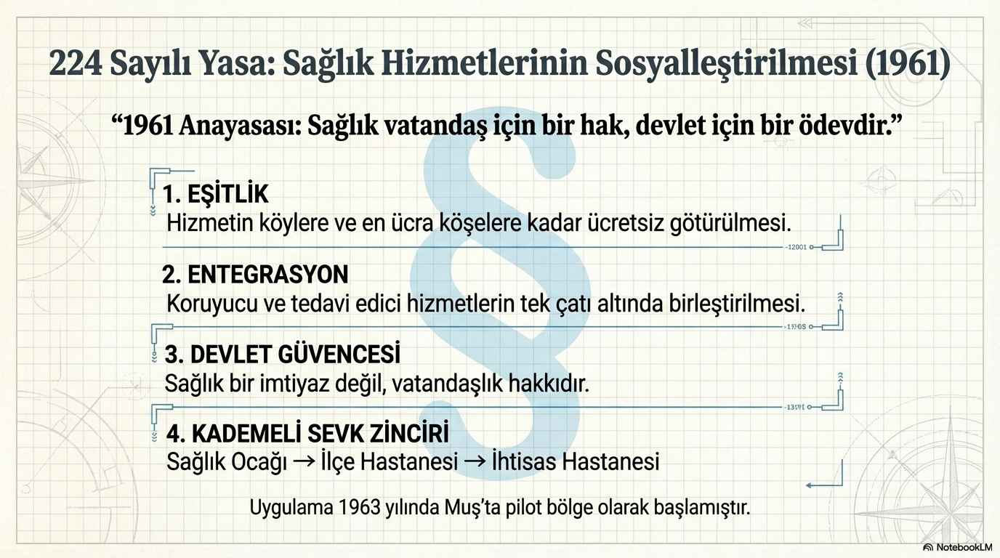 224 Sayılı Yasa: Sağlık Hizmetlerinin Sosyalleştirilmesi (1961)
“1961 Anayasası: Sağlık vatandaş için bir hak, devlet için bir ödevdir.”
1. EŞİTLİK
Hizmetin köylere ve en ücra köşelere kadar ücretsiz götürülmesi.
-12001
2. ENTEGRASYON
Koruyucu ve tedavi edici hizmetlerin tek çatı altında birleştirilmesi.
3. DEVLET GÜVENCESİ
Sağlık bir imtiyaz değil, vatandaşlık hakkıdır.
4. KADEMELİ SEVK ZİNCİRİ
Sağlık Ocağı → İlçe Hastanesi → İhtisas Hastanesi
Uygulama 1963 yılında Muş’ta pilot bölge olarak başlamıştır.
NotebookLM